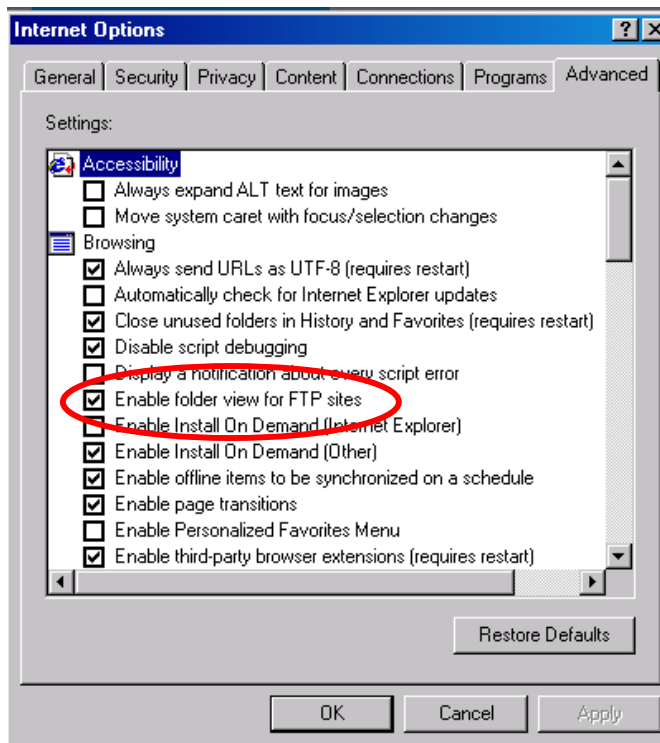 Internet Options
General Security Privacy Content Connections Programs Advanced
Settings:
Accessibility
Always expand ALT text for images
Move system caret with focus/selection changes
Browsing
Always send URLs as UTF-8 (requires restart)
Automatically check for Internet Explorer updates
Close unused folders in History and Favorites (requires restart)
Disable script debugging
Display a notification about every script error
Enable folder view for FTP sites
Enable Install On Demand (Internet Explorer)
Enable Install On Demand (Other)
Enable offline items to be synchronized on a schedule
Enable page transitions
Enable Personalized Favorites Menu
Enable third-party browser extensions (requires restart)
Restore Defaults
OK Cancel Apply